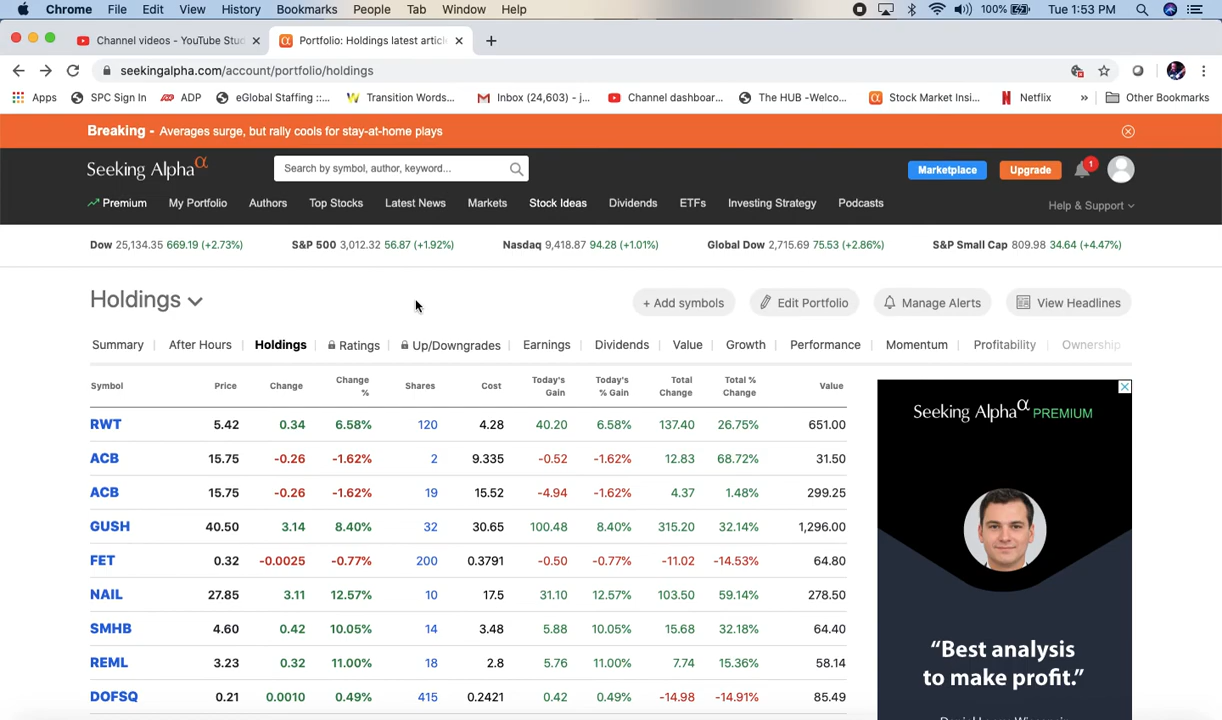 Chrome File Edit View History Bookmarks People Tab Window Help 100% Tue 1:53 PM
Channel videos - YouTube Stu
Portfolio: Holdings latest articl
seekingalpha.com/account/portfolio/holdings
Apps SPC Sign In ADP eGlobal Staffing ::... Transition Words... Inbox (24,603) - j... Channel dashboar... The HUB -Welco... Stock Market Insi... Netflix » Other Bookmarks
Breaking - Averages surge, but rally cools for stay-at-home plays
Seeking Alpha α
Search by symbol, author, keyword...
Marketplace Upgrade 1
Premium My Portfolio Authors Top Stocks Latest News Markets Stock Ideas Dividends ETFs Investing Strategy Podcasts Help & Support
Dow 25,134.35 669.19 (+2.73%) S&P 500 3,012.32 56.87 (+1.92%) Nasdaq 9,418.87 94.28 (+1.01%) Global Dow 2,715.69 75.53 (+2.86%) S&P Small Cap 809.98 34.64 (+4.47%)
Holdings + Add symbols Edit Portfolio Manage Alerts View Headlines
Summary After Hours Holdings Ratings Up/Downgrades Earnings Dividends Value Growth Performance Momentum Profitability Ownership
Symbol Price Change Change % Shares Cost Today's Gain Today's % Gain Total Change Total % Change Value
RWT 5.42 0.34 6.58% 120 4.28 40.20 6.58% 137.40 26.75% 651.00
ACB 15.75 -0.26 -1.62% 2 9.335 -0.52 -1.62% 12.83 68.72% 31.50
ACB 15.75 -0.26 -1.62% 19 15.52 -4.94 -1.62% 4.37 1.48% 299.25
GUSH 40.50 3.14 8.40% 32 30.65 100.48 8.40% 315.20 32.14% 1,296.00
FET 0.32 -0.0025 -0.77% 200 0.3791 -0.50 -0.77% -11.02 -14.53% 64.80
NAIL 27.85 3.11 12.57% 10 17.5 31.10 12.57% 103.50 59.14% 278.50
SMHB 4.60 0.42 10.05% 14 3.48 5.88 10.05% 15.68 32.18% 64.40
REML 3.23 0.32 11.00% 18 2.8 5.76 11.00% 7.74 15.36% 58.14
DOFSQ 0.21 0.0010 0.49% 415 0.2421 0.42 0.49% -14.98 -14.91% 85.49
Seeking Alpha α PREMIUM
“Best analysis
to make profit.”